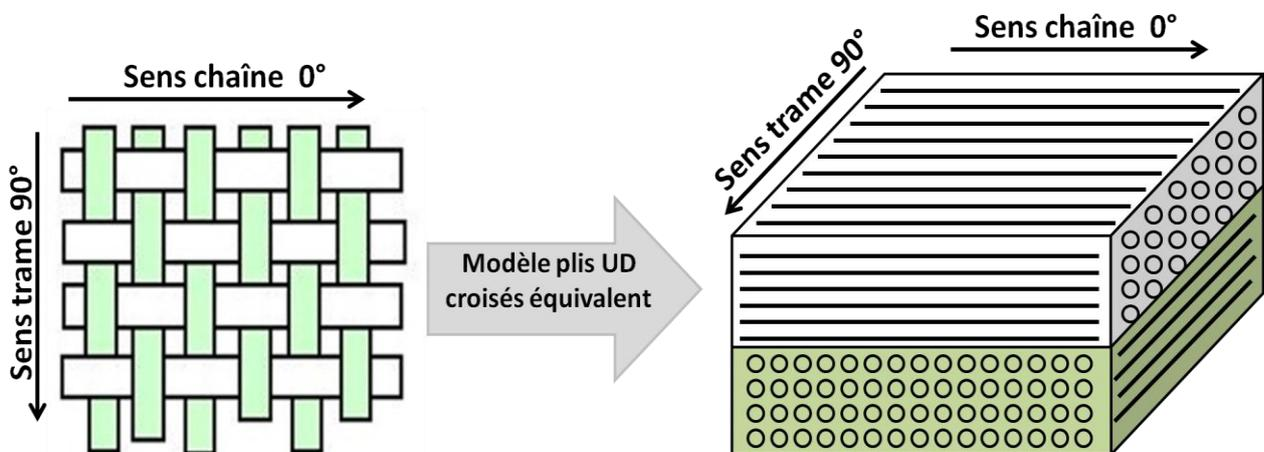 Sens chaîne 0°
Sens trame 90°
Modèle plis UD
croisés équivalent
Sens chaîne 0°
Sens trame 90°